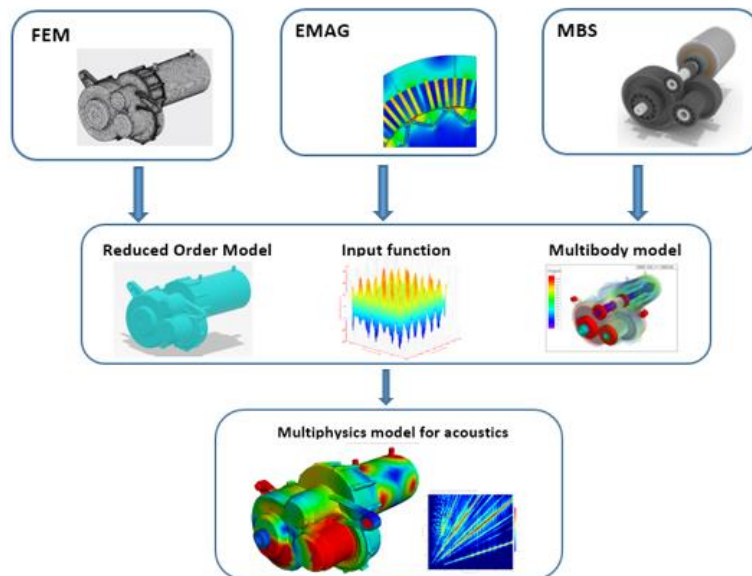 FEM
EMAG
MBS
Reduced Order Model
Input function
Multibody model
Multiphysics model for acoustics